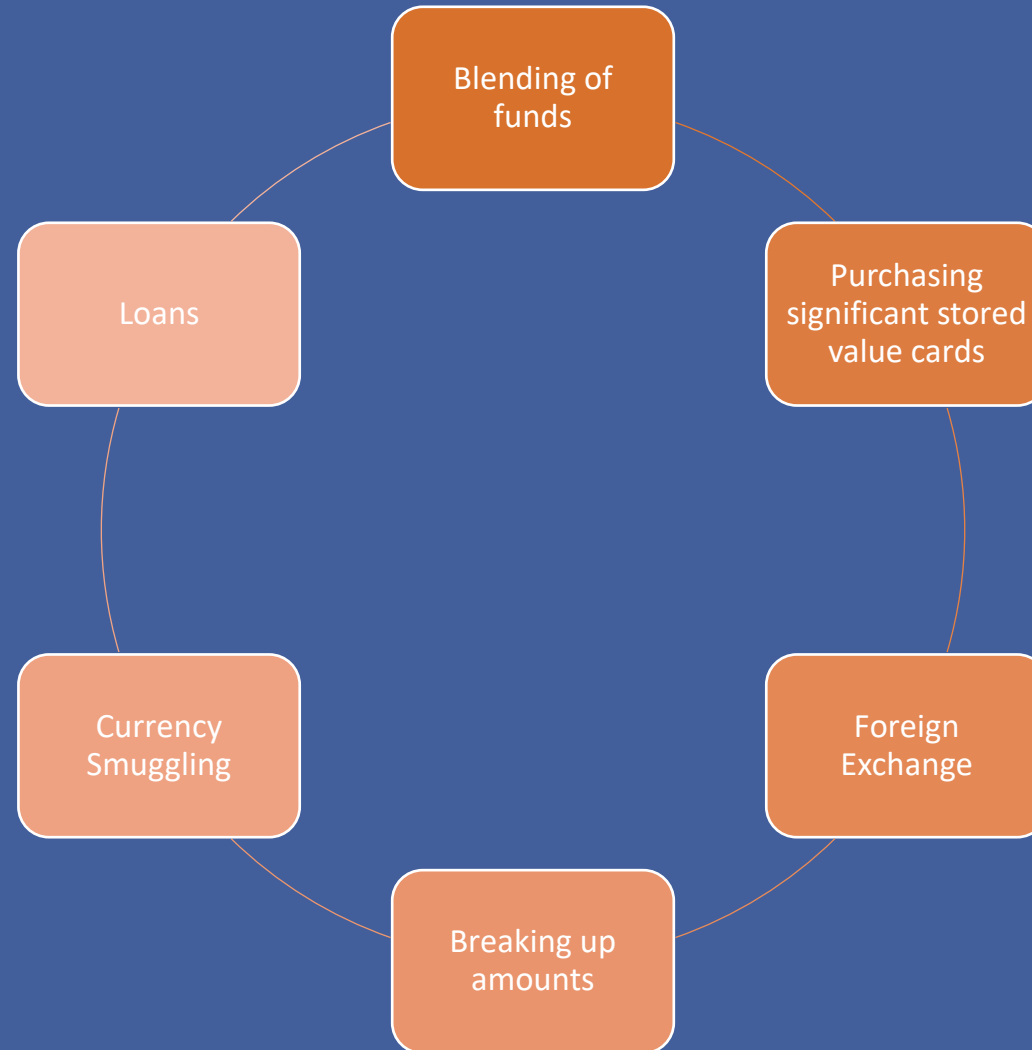 Blending of
funds
Purchasing
significant stored
value cards
Foreign
Exchange
Breaking up
amounts
Currency
Smuggling
Loans